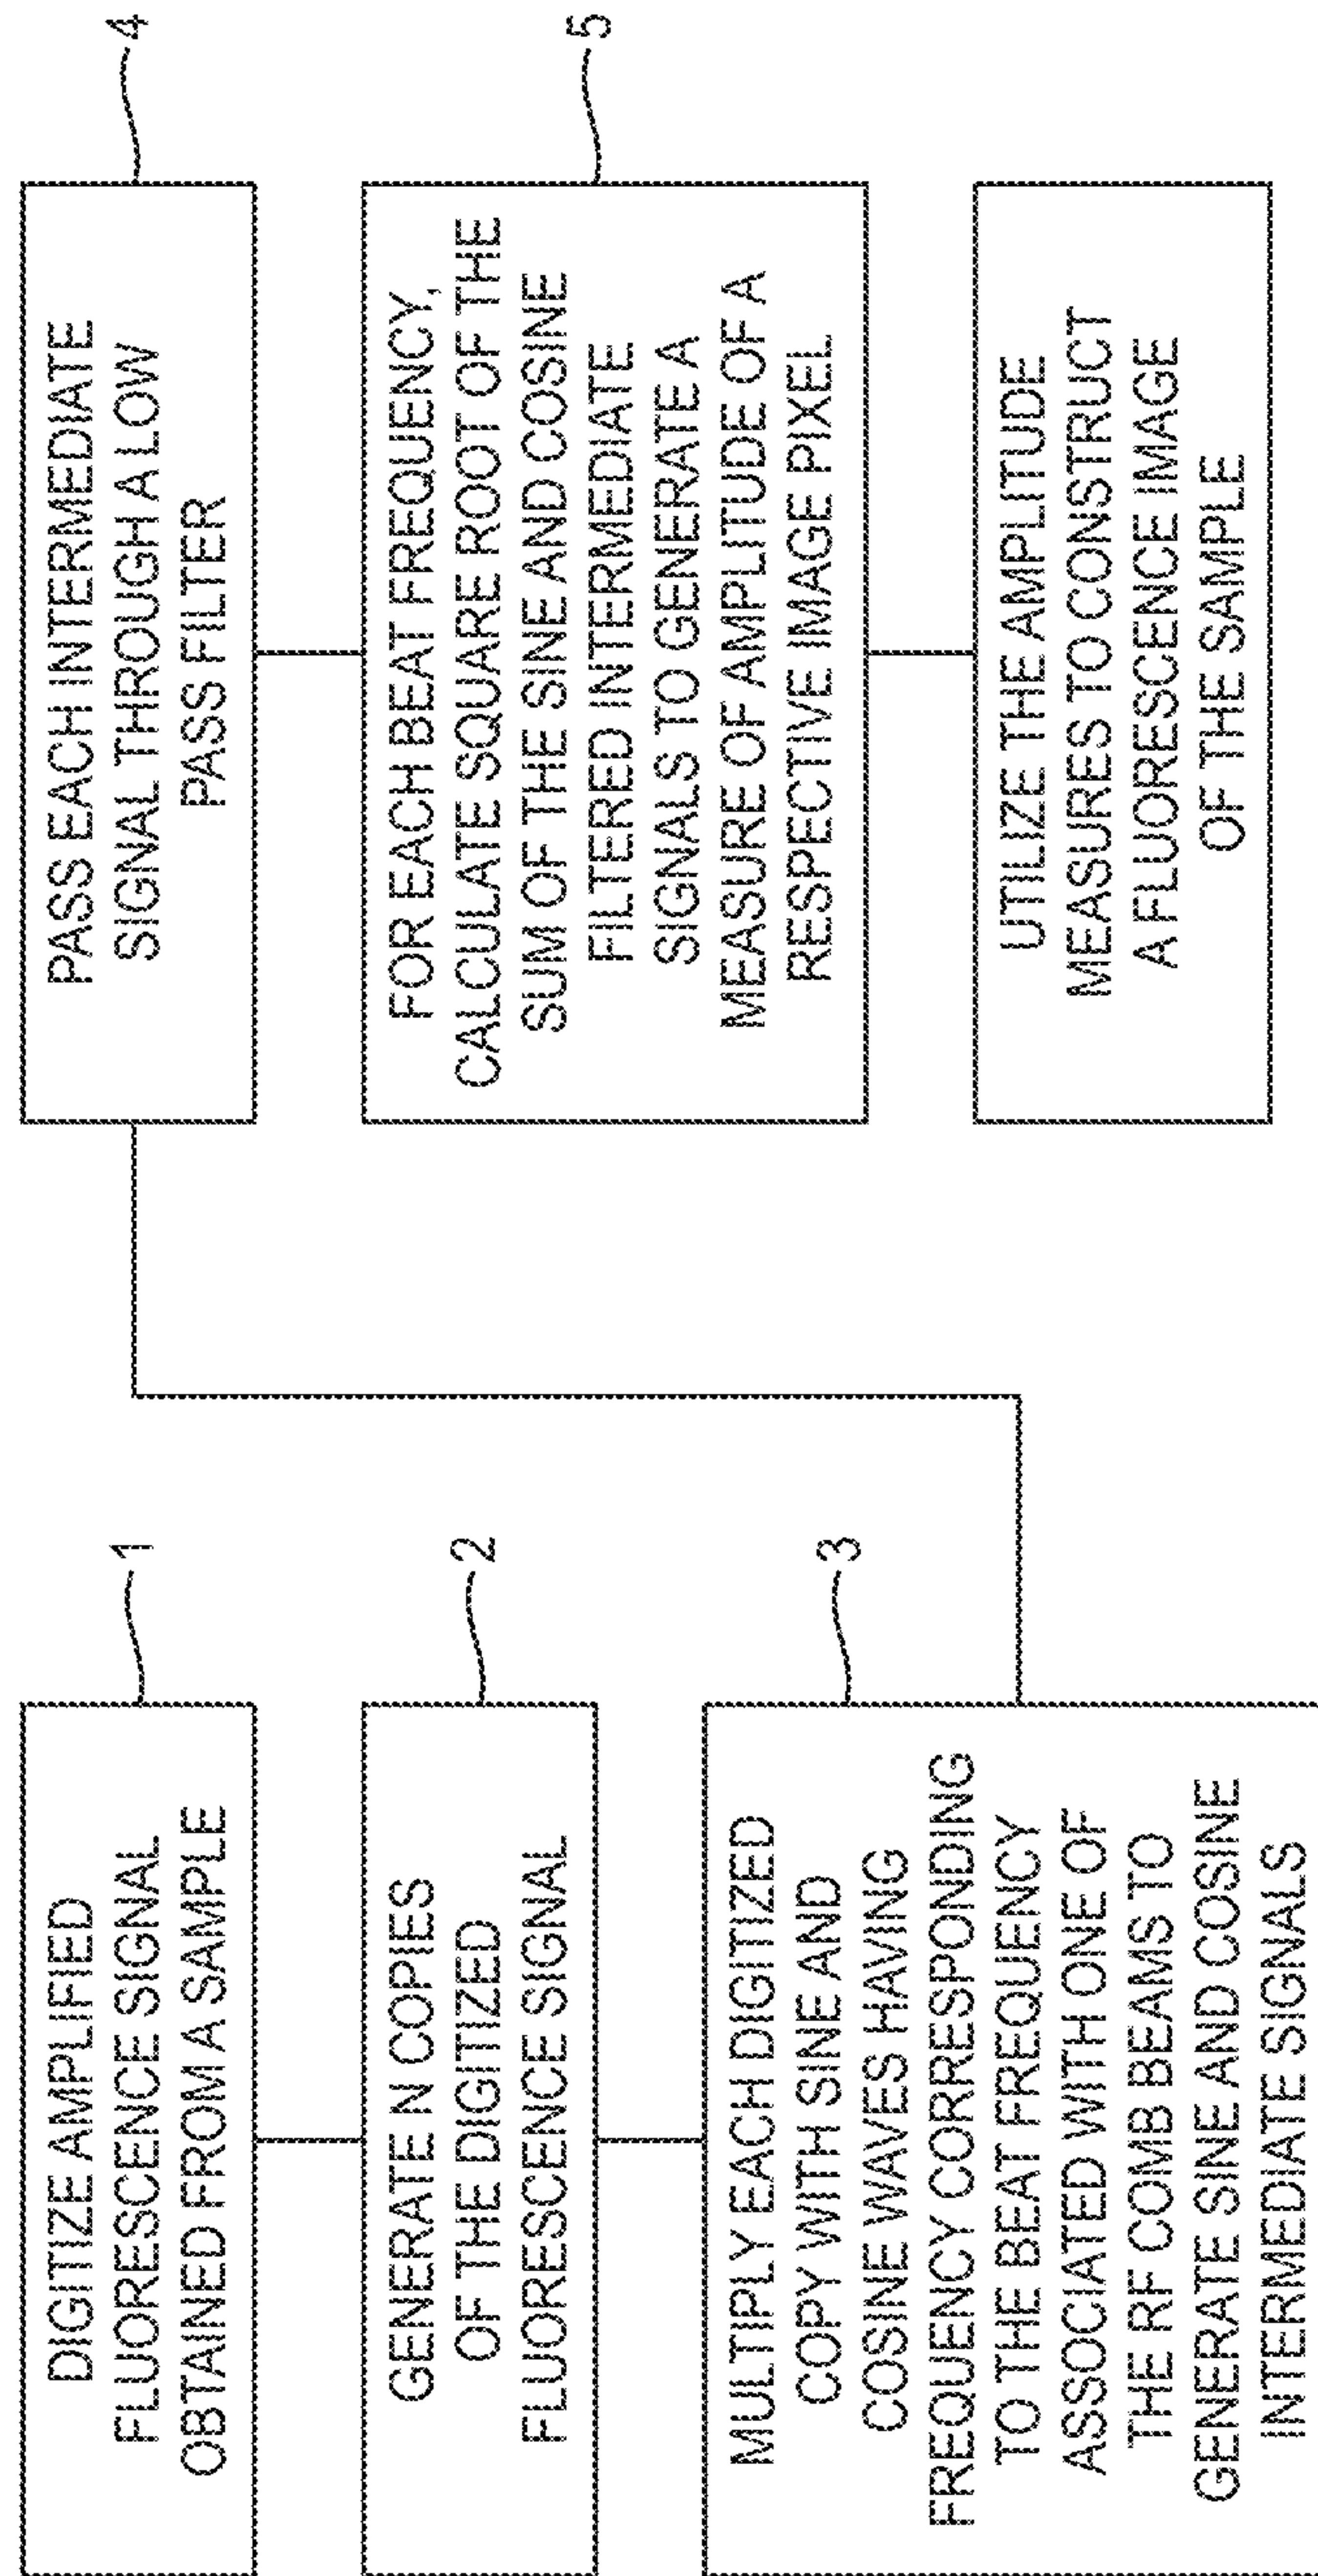 DIGITIZE AMPLIFIED
FLUORESCENCE SIGNAL
OBTAINED FROM A SAMPLE
1
GENERATE N COPIES
OF THE DIGITIZED
FLUORESCENCE SIGNAL
2
MULTIPLY EACH DIGITIZED
COPY WITH SINE AND
COSINE WAVES HAVING
FREQUENCY CORRESPONDING
TO THE BEAT FREQUENCY
ASSOCIATED WITH ONE OF
THE RF COMB BEAMS TO
GENERATE SINE AND COSINE
INTERMEDIATE SIGNALS
3
PASS EACH INTERMEDIATE
SIGNAL THROUGH A LOW
PASS FILTER
4
FOR EACH BEAT FREQUENCY,
CALCULATE SQUARE ROOT OF THE
SUM OF THE SINE AND COSINE
FILTERED INTERMEDIATE
SIGNALS TO GENERATE A
MEASURE OF AMPLITUDE OF A
RESPECTIVE IMAGE PIXEL
5
UTILIZE THE AMPLITUDE
MEASURES TO CONSTRUCT
A FLUORESCENCE IMAGE
OF THE SAMPLE